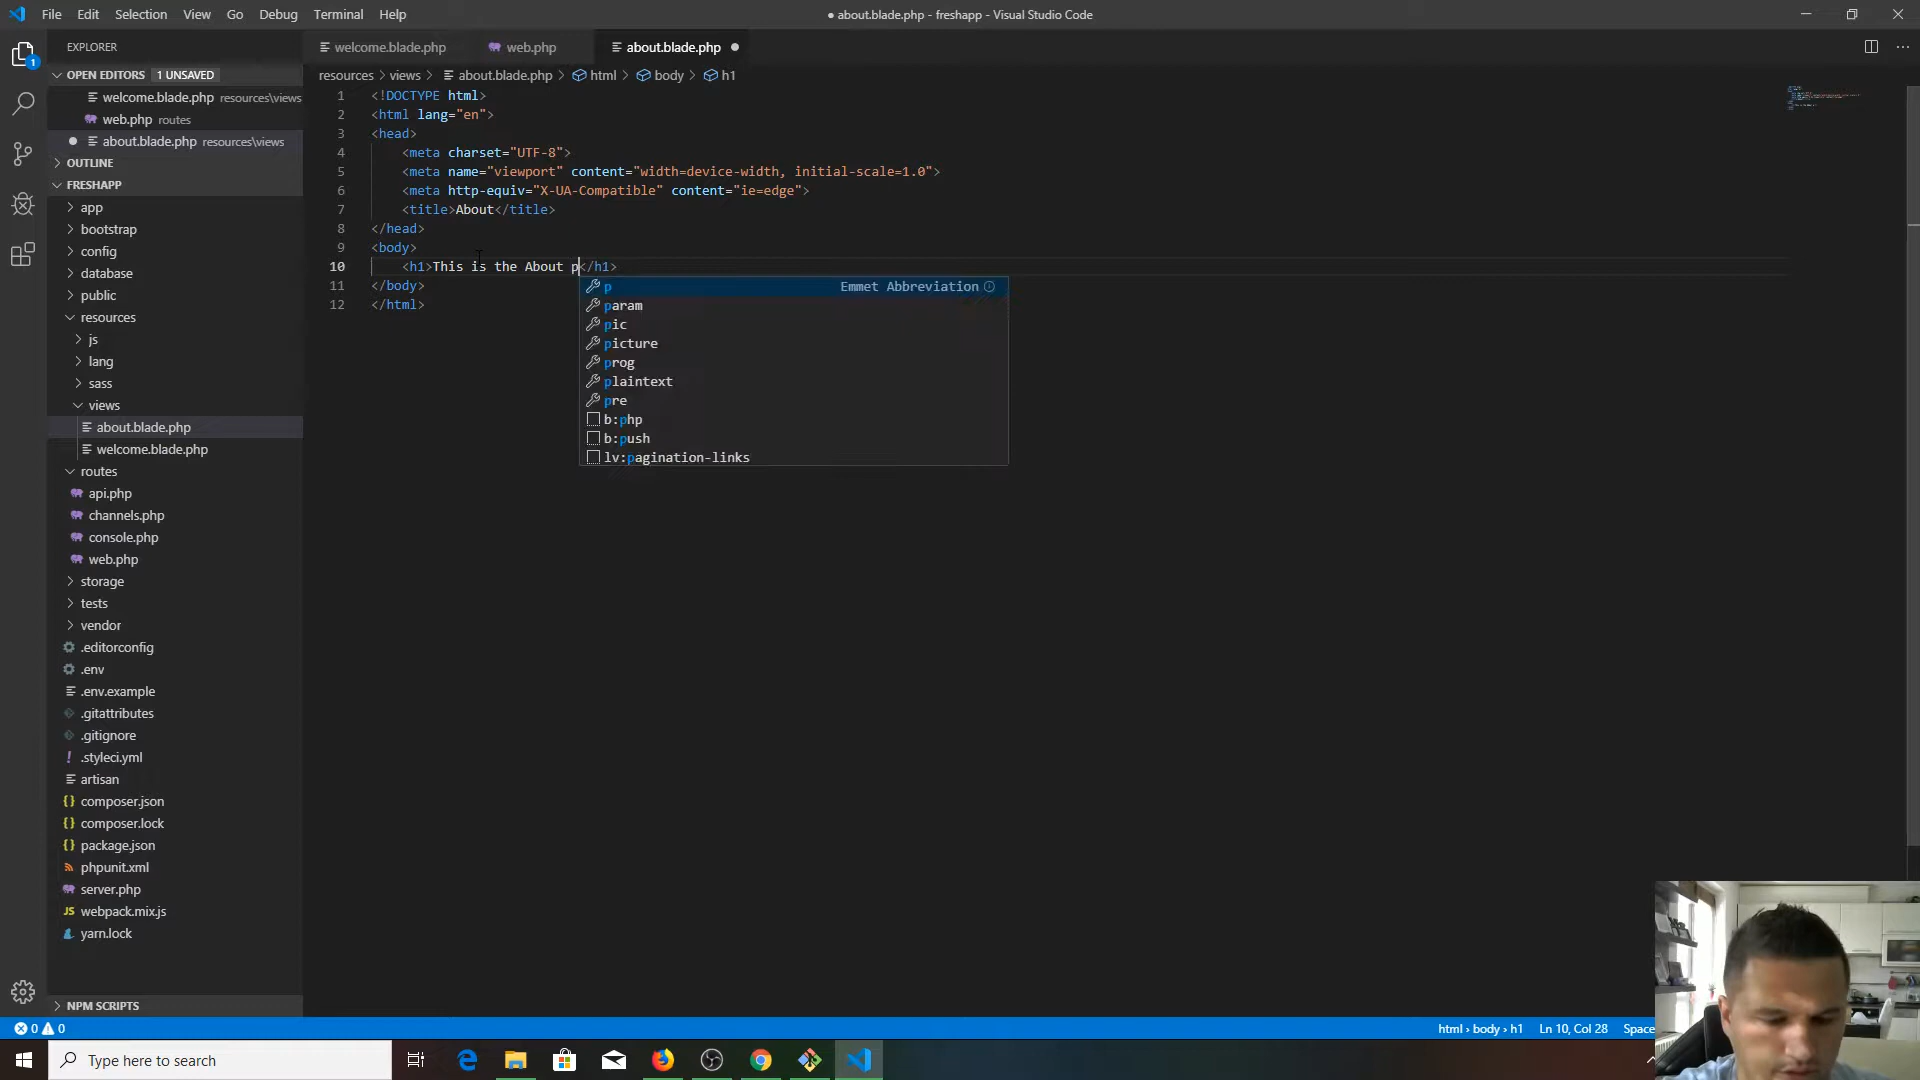 File Edit Selection View Go Debug Terminal Help
● about.blade.php - freshapp - Visual Studio Code
EXPLORER
OPEN EDITORS 1 UNSAVED
welcome.blade.php resources\views
web.php routes
about.blade.php resources\views
OUTLINE
FRESHAPP
app
bootstrap
config
database
public
resources
js
lang
sass
views
about.blade.php
welcome.blade.php
routes
api.php
channels.php
console.php
web.php
storage
tests
vendor
.editorconfig
.env
.env.example
.gitattributes
.gitignore
.styleci.yml
artisan
composer.json
composer.lock
package.json
phpunit.xml
server.php
webpack.mix.js
yarn.lock
NPM SCRIPTS
welcome.blade.php web.php about.blade.php
resources > views > about.blade.php > html > body > h1
1 <!DOCTYPE html>
2 <html lang="en">
3 <head>
4 <meta charset="UTF-8">
5 <meta name="viewport" content="width=device-width, initial-scale=1.0">
6 <meta http-equiv="X-UA-Compatible" content="ie=edge">
7 <title>About</title>
8 </head>
9 <body>
10 <h1>This is the About p</h1>
11 </body>
12 </html>
p Emmet Abbreviation
param
pic
picture
prog
plaintext
pre
b:php
b:push
lv:pagination-links
0 0
html › body › h1 Ln 10, Col 28 Space
Type here to search